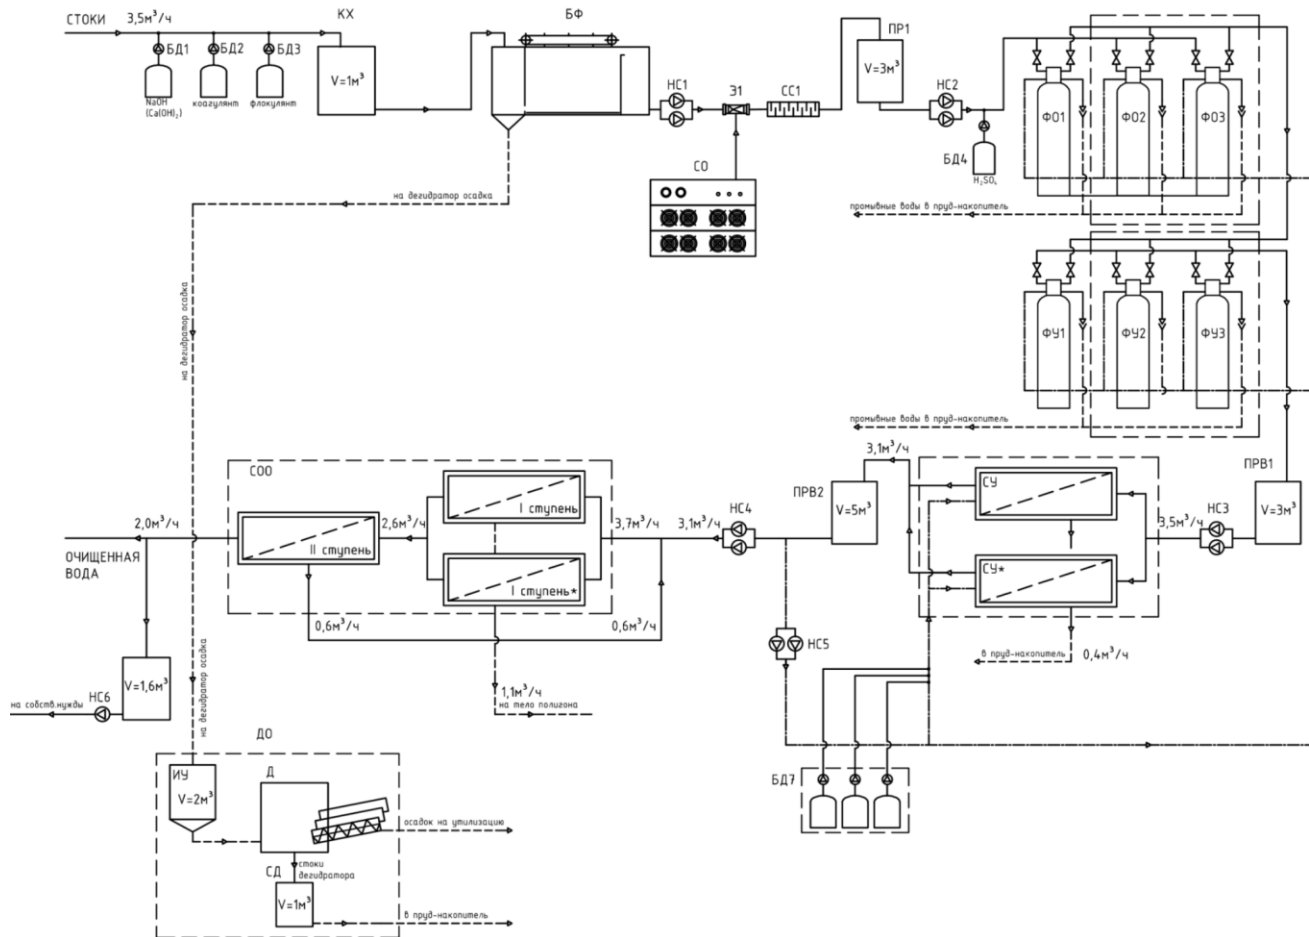 СТОКИ 3,5м³/ч
КХ
БФ
ПР1
БД1
БД2
БД3
NaOH
(Ca(OH)₂)
коагулянт
флокулянт
V=1м³
НС1
Э1
СС1
V=3м³
НС2
БД4
H₂SO₄
ФО1
ФО2
ФО3
СО
на дегидратор осадка
промывные воды в пруд-накопитель
на дегидратор осадка
ФУ1
ФУ2
ФУ3
промывные воды в пруд-накопитель
СОО
3,1м³/ч
ПРВ1
ПРВ2
СУ
I ступень
НС4
V=5м³
НС3
V=3м³
2,0м³/ч
2,6м³/ч
3,7м³/ч
3,1м³/ч
3,5м³/ч
II ступень
ОЧИЩЕННАЯ
ВОДА
СУ*
I ступень*
0,6м³/ч
0,6м³/ч
НС5
в пруд-накопитель
0,4м³/ч
V=1,6м³
1,1м³/ч
на тело полигона
НС6
на собств.нужды
на дегидратор осадка
ДО
ИУ
Д
V=2м³
БД7
осадок на утилизацию
СД
стоки
дегидратора
V=1м³
в пруд-накопитель